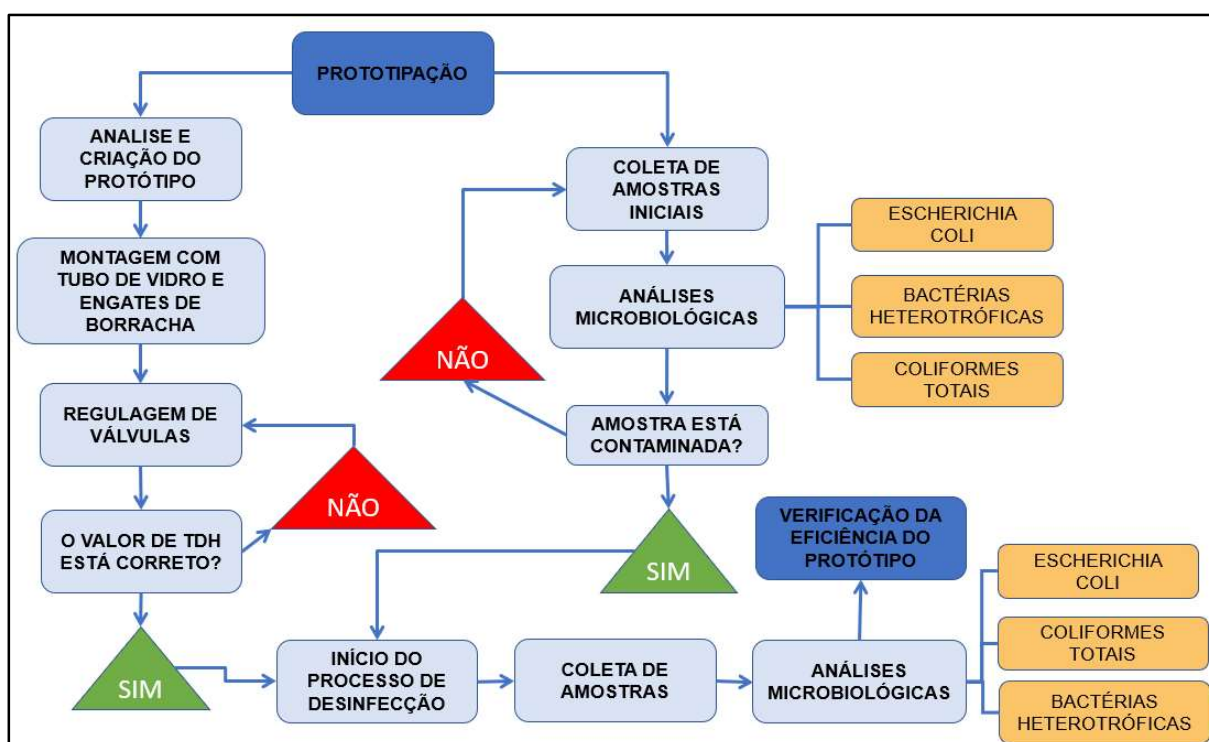 PROTOTIPAÇÃO
ANALISE E
CRIAÇÃO DO
PROTÓTIPO
MONTAGEM COM
TUBO DE VIDRO E
ENGATES DE
BORRACHA
REGULAGEM DE
VÁLVULAS
NÃO
O VALOR DE TDH
ESTÁ CORRETO?
SIM
COLETA DE
AMOSTRAS
INICIAIS
ANÁLISES
MICROBIOLÓGICAS
ESCHERICHIA
COLI
BACTÉRIAS
HETEROTRÓFICAS
COLIFORMES
TOTAIS
NÃO
AMOSTRA ESTÁ
CONTAMINADA?
SIM
INÍCIO DO
PROCESSO DE
DESINFECÇÃO
COLETA DE
AMOSTRAS
ANÁLISES
MICROBIOLÓGICAS
VERIFICAÇÃO DA
EFICIÊNCIA DO
PROTÓTIPO
ESCHERICHIA
COLI
COLIFORMES
TOTAIS
BACTÉRIAS
HETEROTRÓFICAS